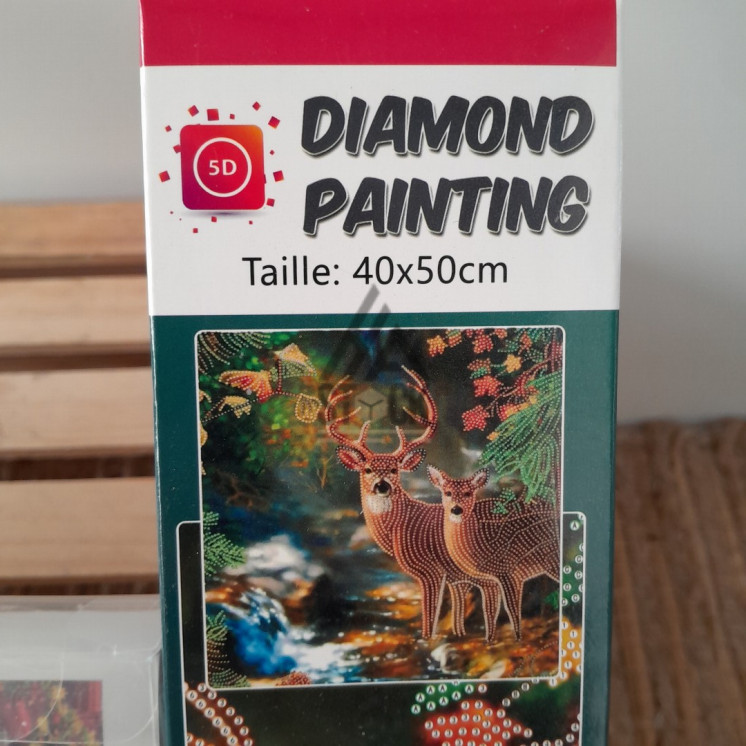 5D
DIAMOND
PAINTING
Taille: 40x50cm